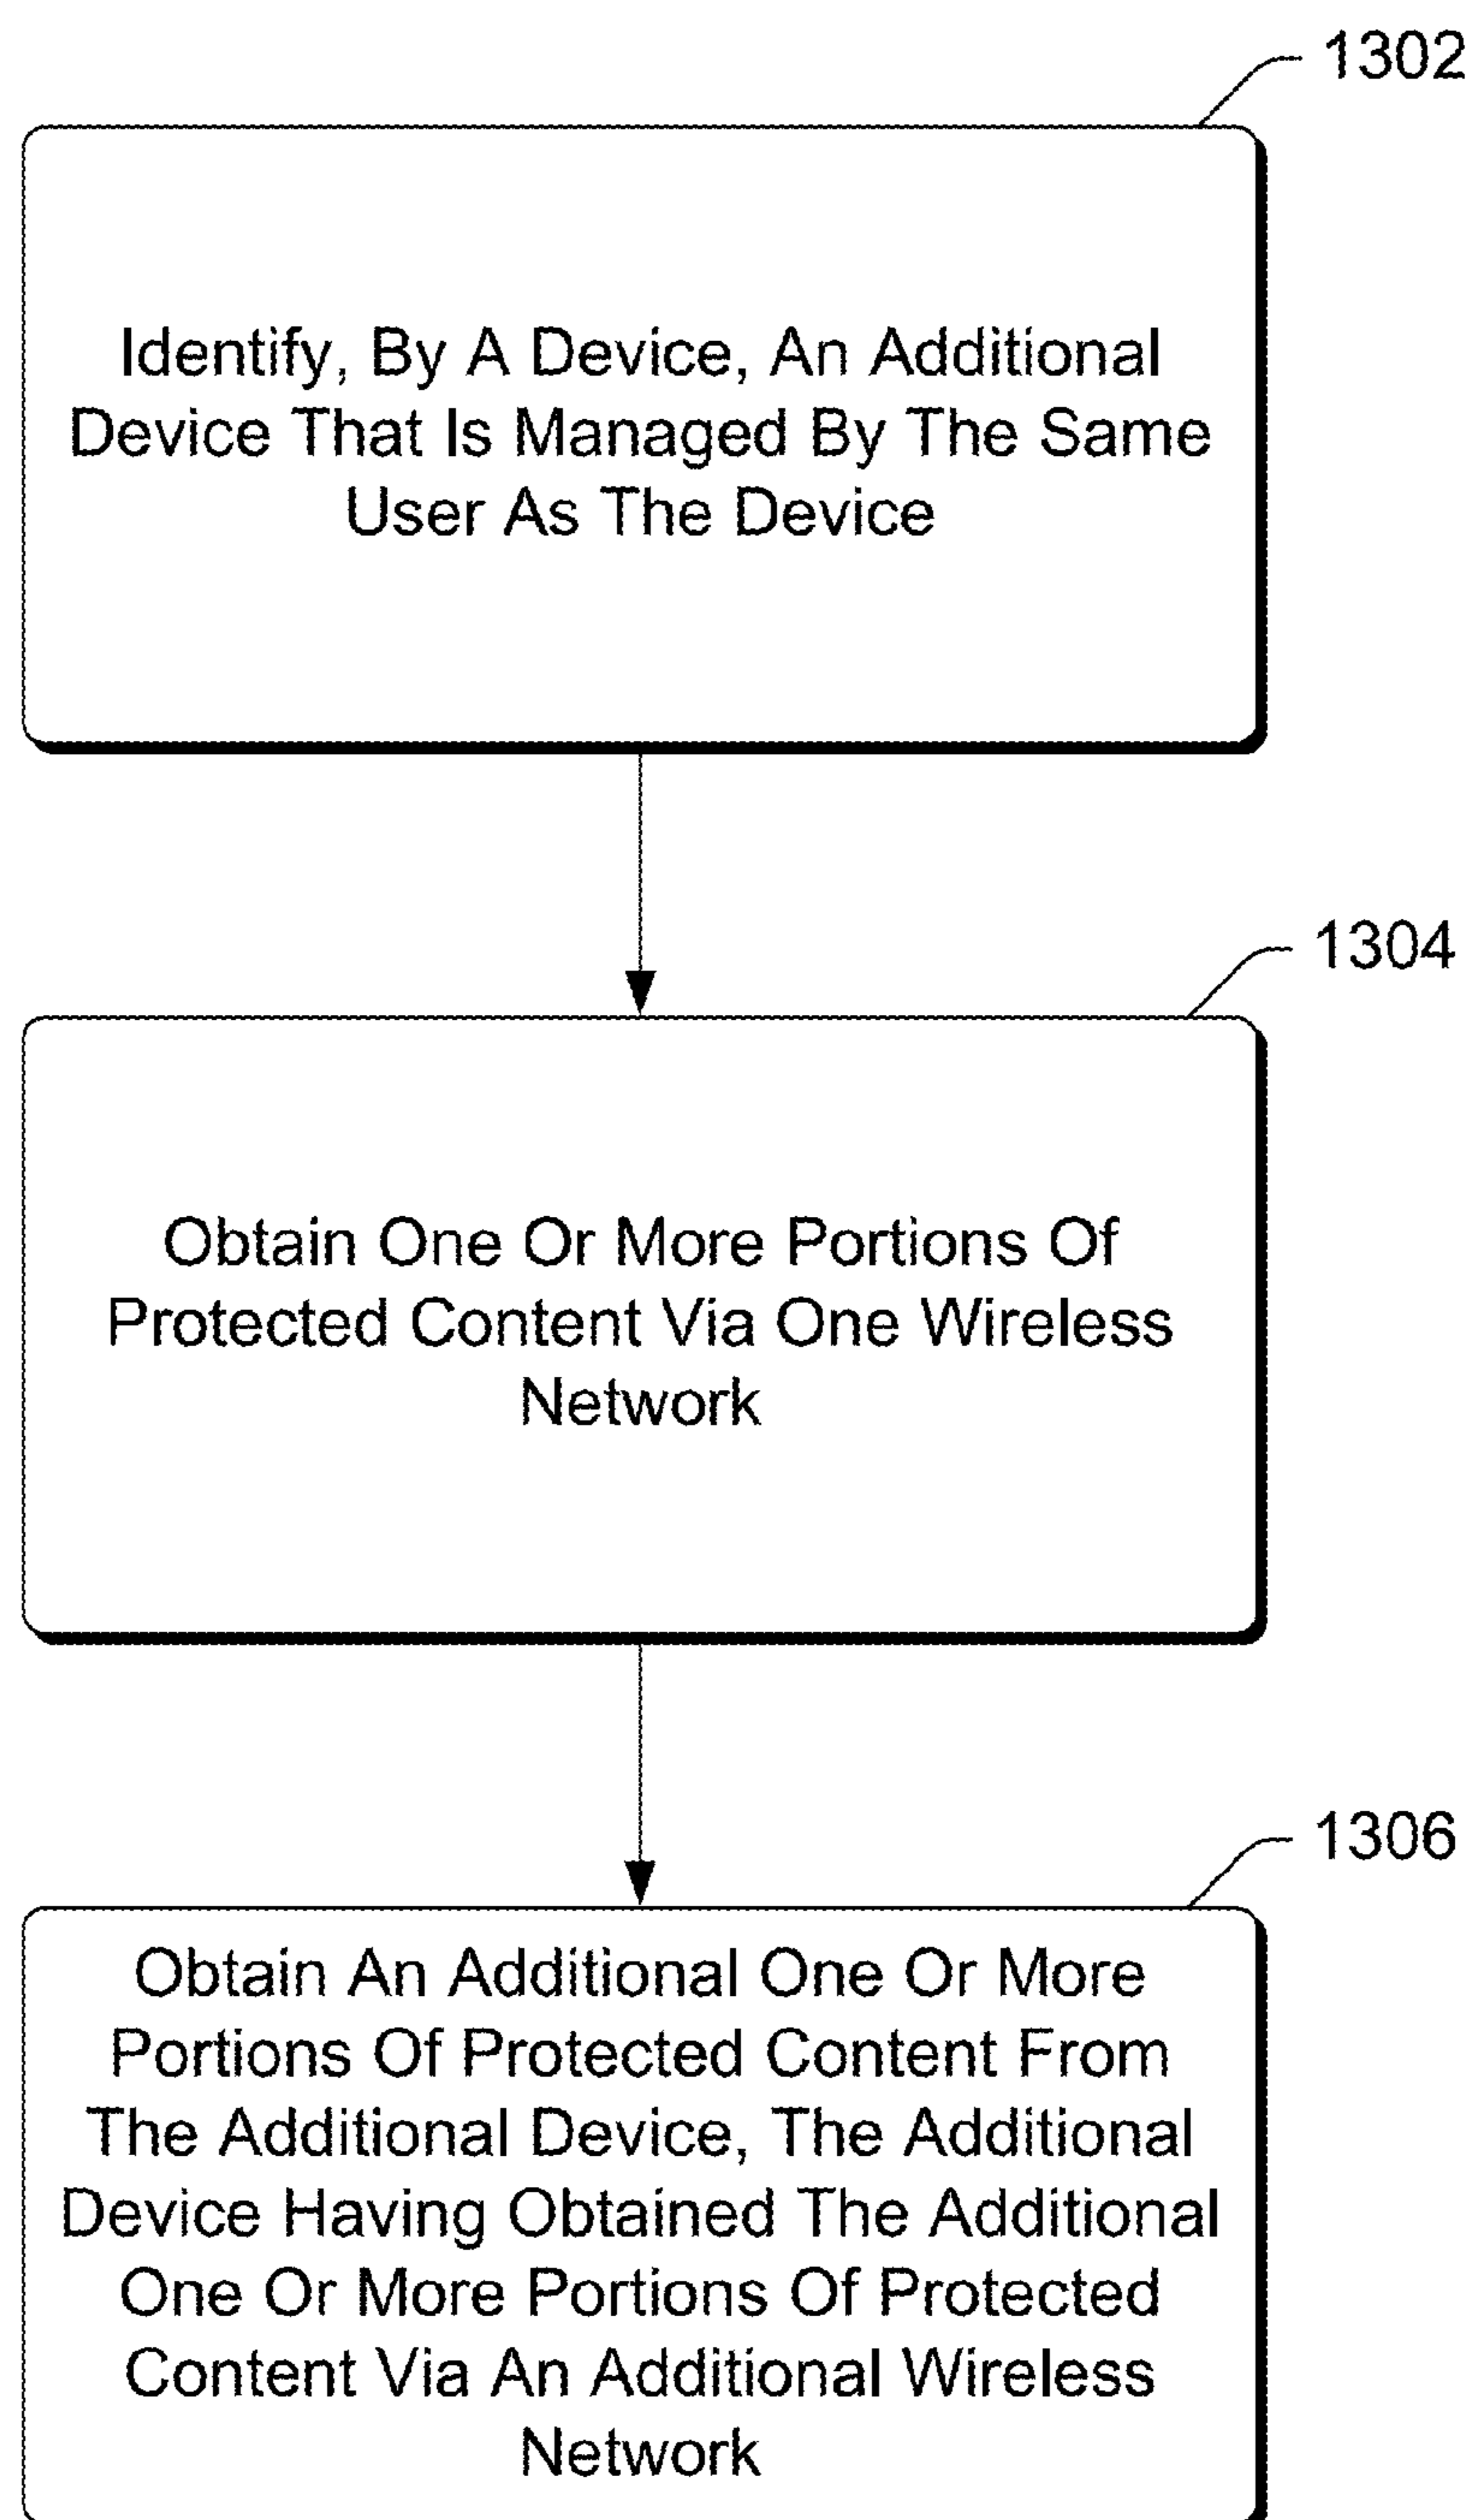 1302
Identify, By A Device, An Additional
Device That Is Managed By The Same
User As The Device
1304
Obtain One Or More Portions Of
Protected Content Via One Wireless
Network
1306
Obtain An Additional One Or More
Portions Of Protected Content From
The Additional Device, The Additional
Device Having Obtained The Additional
One Or More Portions Of Protected
Content Via An Additional Wireless
Network